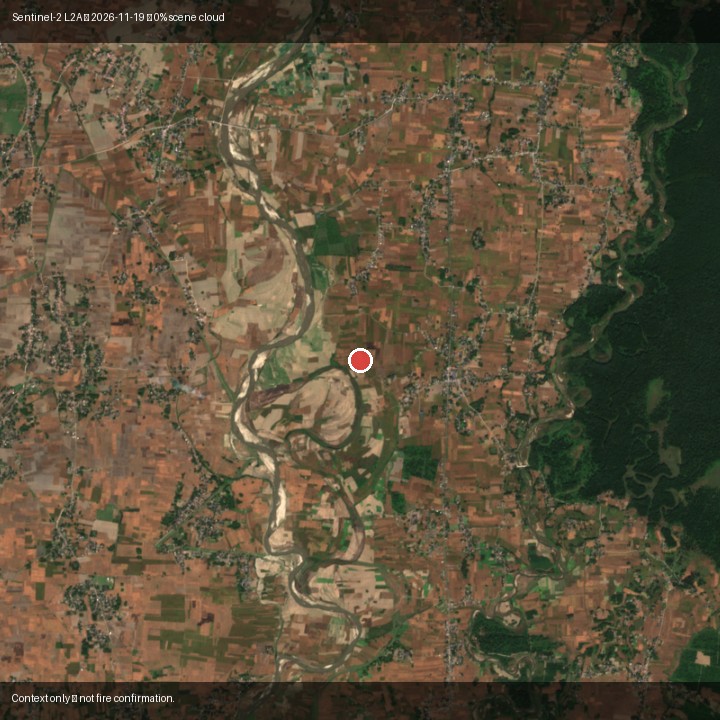 Sentinel-2 L2A▯2026-11-19▯0% scene cloud
Context only▯not fire confirmation.